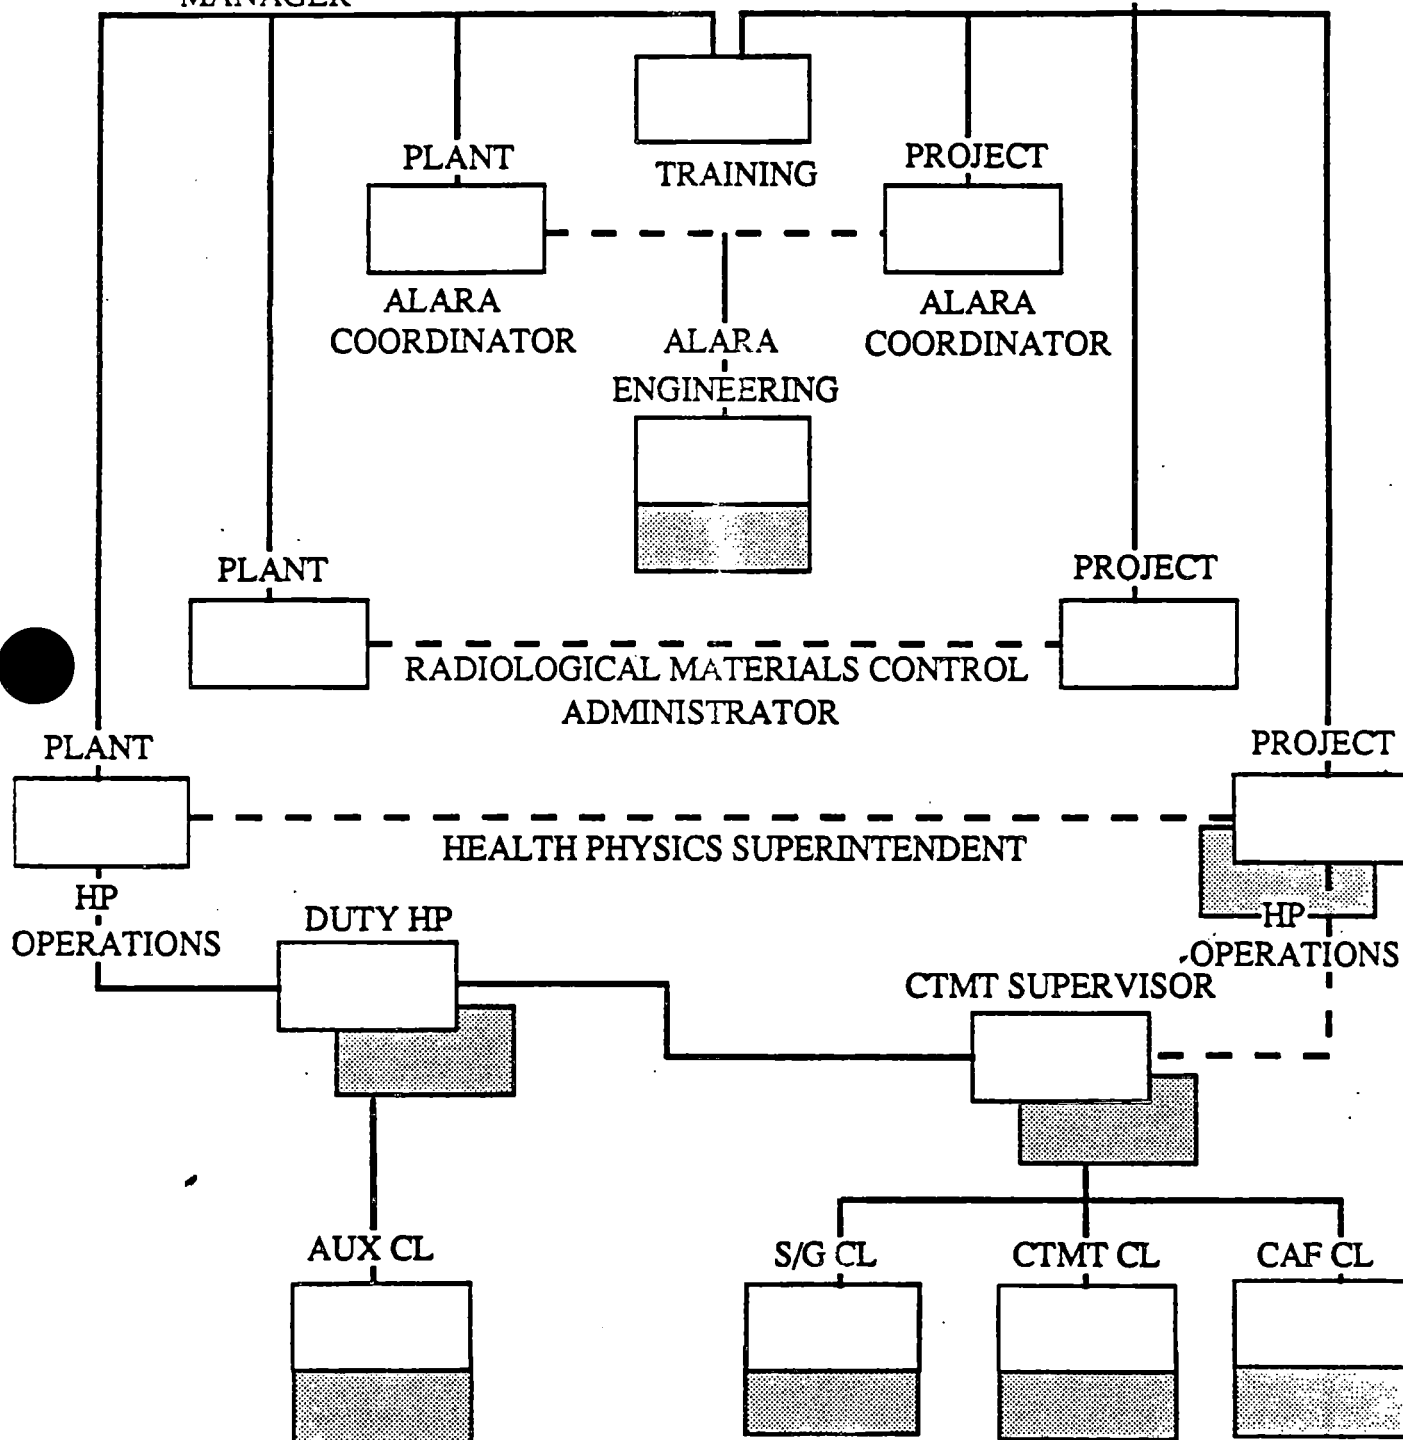 MANAGER
TRAINING
PLANT
PROJECT
ALARA
COORDINATOR
ALARA
COORDINATOR
ALARA
ENGINEERING
PLANT
PROJECT
RADIOLOGICAL MATERIALS CONTROL
ADMINISTRATOR
PLANT
PROJECT
HEALTH PHYSICS SUPERINTENDENT
HP
OPERATIONS
HP
OPERATIONS
DUTY HP
CTMT SUPERVISOR
AUX CL
S/G CL
CTMT CL
CAF CL